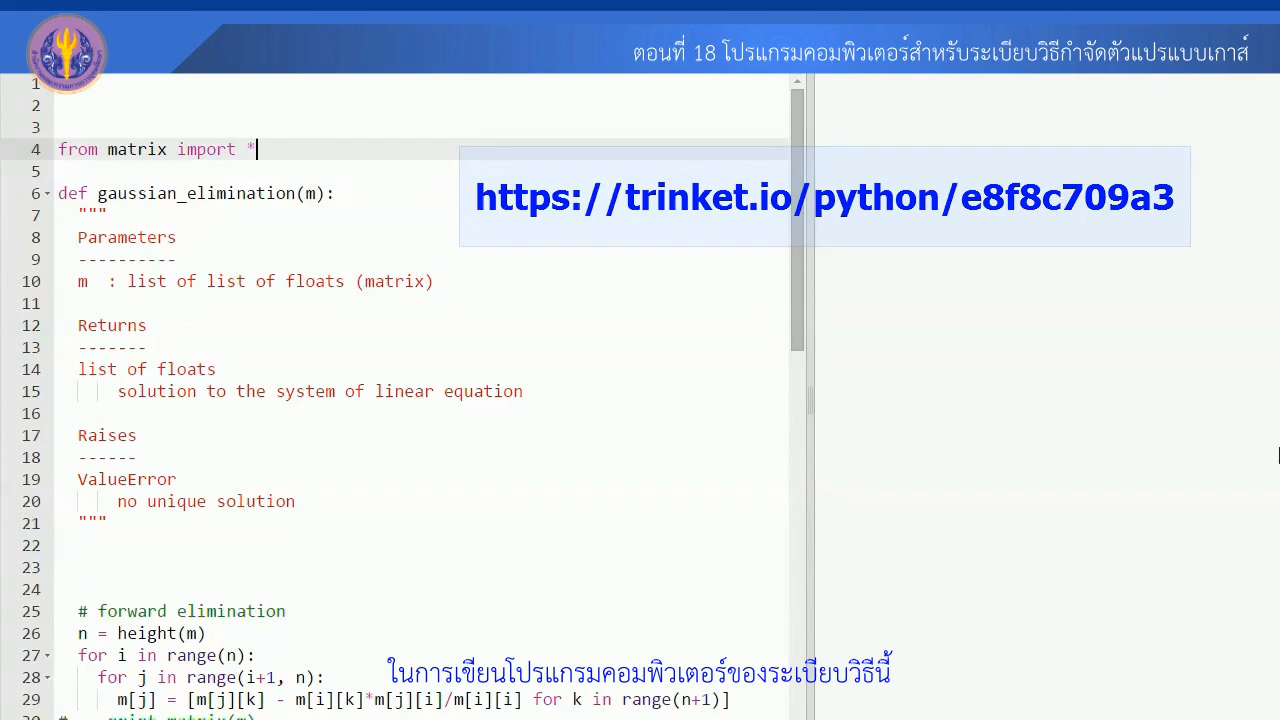 ตอนที่ 18 โปรแกรมคอมพิวเตอร์สำหรับระเบียบวิธีกำจัดตัวแปรแบบเกาส์
1
2
3
4 from matrix import *
https://trinket.io/python/e8f8c709a3
5
6 def gaussian_elimination(m):
7 """
8 Parameters
9 ----------
10 m : list of list of floats (matrix)
11
12 Returns
13 -------
14 list of floats
15 solution to the system of linear equation
16
17 Raises
18 ------
19 ValueError
20 no unique solution
21 """
22
23
24
25 # forward elimination
26 n = height(m)
27 for i in range(n):
28 for j in range(i+1, n):
ในการเขียนโปรแกรมคอมพิวเตอร์ของระเบียบวิธีนี้
29 m[j] = [m[j][k] - m[i][k]*m[j][i]/m[i][i] for k in range(n+1)]
30 # print_matrix(m)